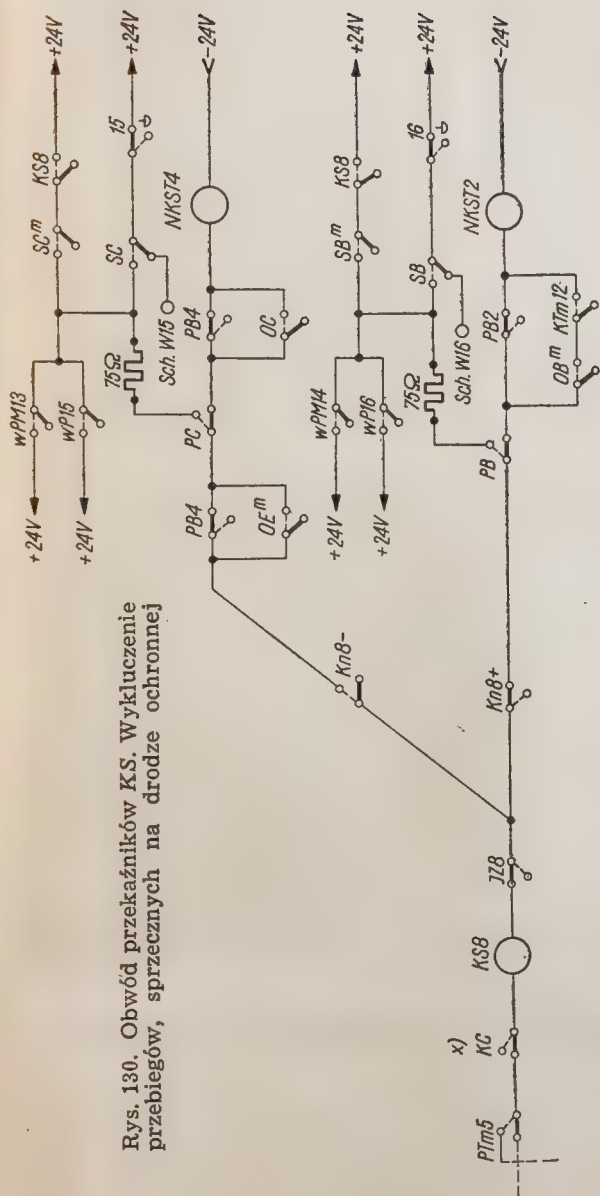 +24V
KS8
SCᵐ
wPM13
+24V
wP15
+24V
+24V
15
SC
75Ω
Sch. W15
-24V
NKST4
PB4
OC
PC
PB4
OEᵐ
+24V
KS8
SBᵐ
wPM14
+24V
wP16
+24V
+24V
16
SB
75Ω
Sch. W16
-24V
NKST2
PB2
KTm12
OBᵐ
PB
Kn8-
Kn8+
JZ8
KS8
x)
KC
PTm5
Rys. 130. Obwód przekaźników KS. Wykluczenie
przebiegów, sprzecznych na drodze ochronnej